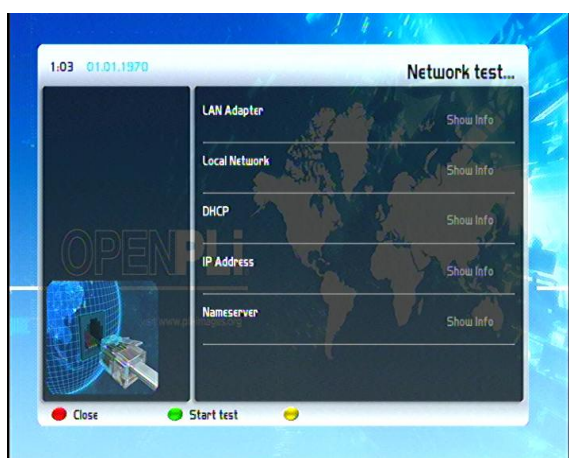 1:03 01.01.1970
Network test...
LAN Adapter
Show Info
Local Network
Show Info
DHCP
Show Info
OPENPLi
IP Address
Show Info
Nameserver
Show Info
Close
Start test